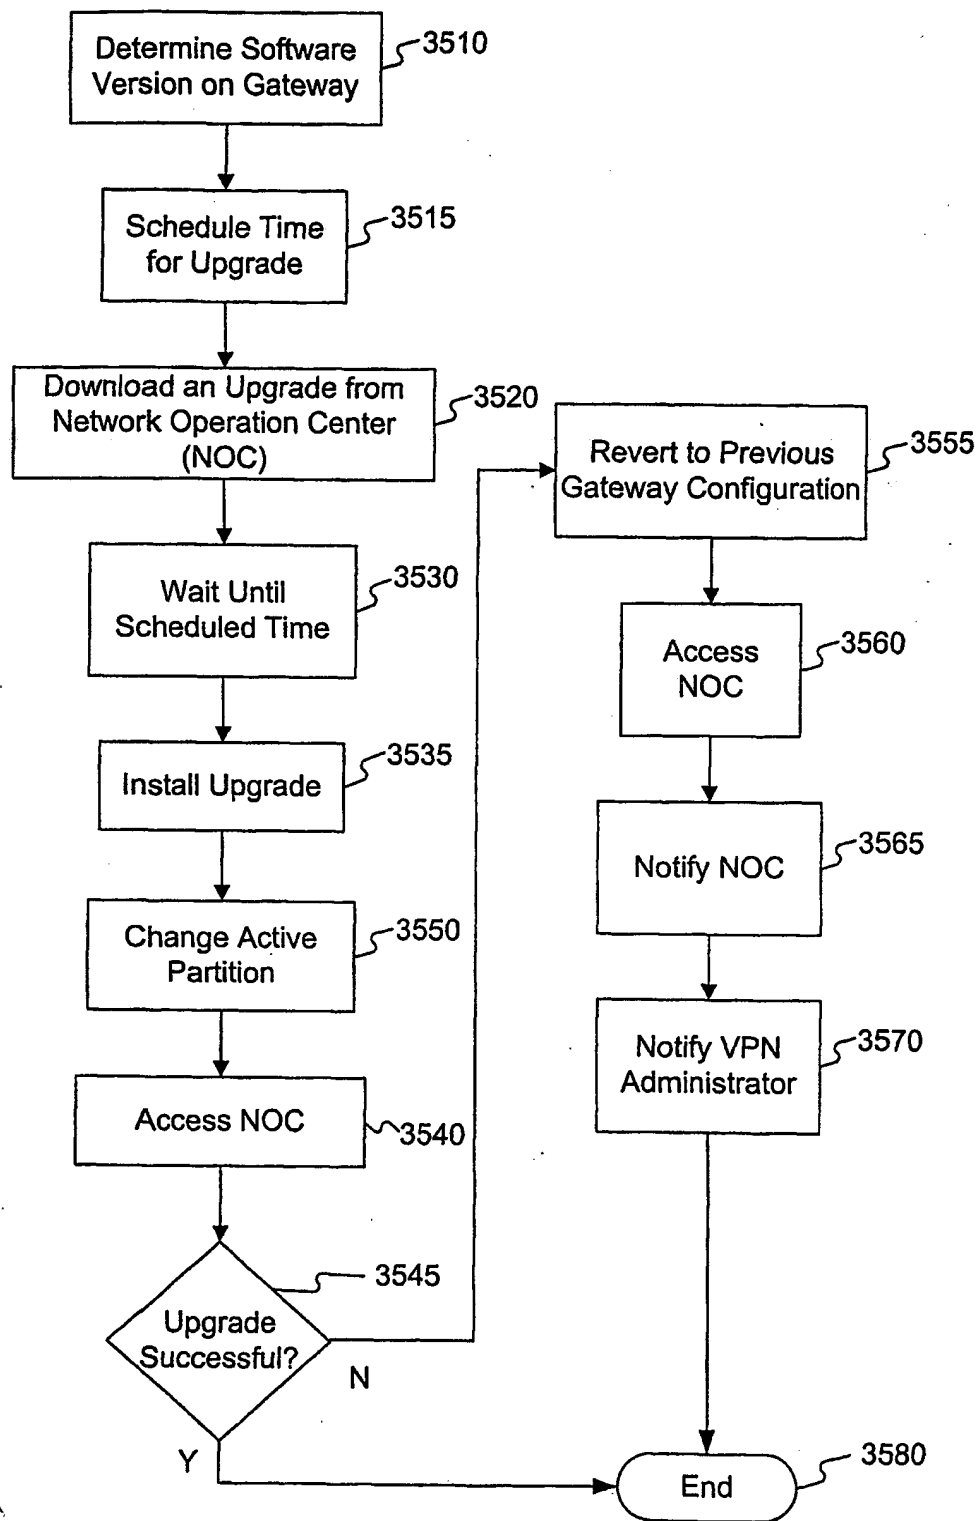 Determine Software
Version on Gateway
3510
Schedule Time
for Upgrade
3515
Download an Upgrade from
Network Operation Center
(NOC)
3520
Wait Until
Scheduled Time
3530
Install Upgrade
3535
Change Active
Partition
3550
Access NOC
3540
Upgrade
Successful?
3545
N
Y
Revert to Previous
Gateway Configuration
3555
Access
NOC
3560
Notify NOC
3565
Notify VPN
Administrator
3570
End
3580